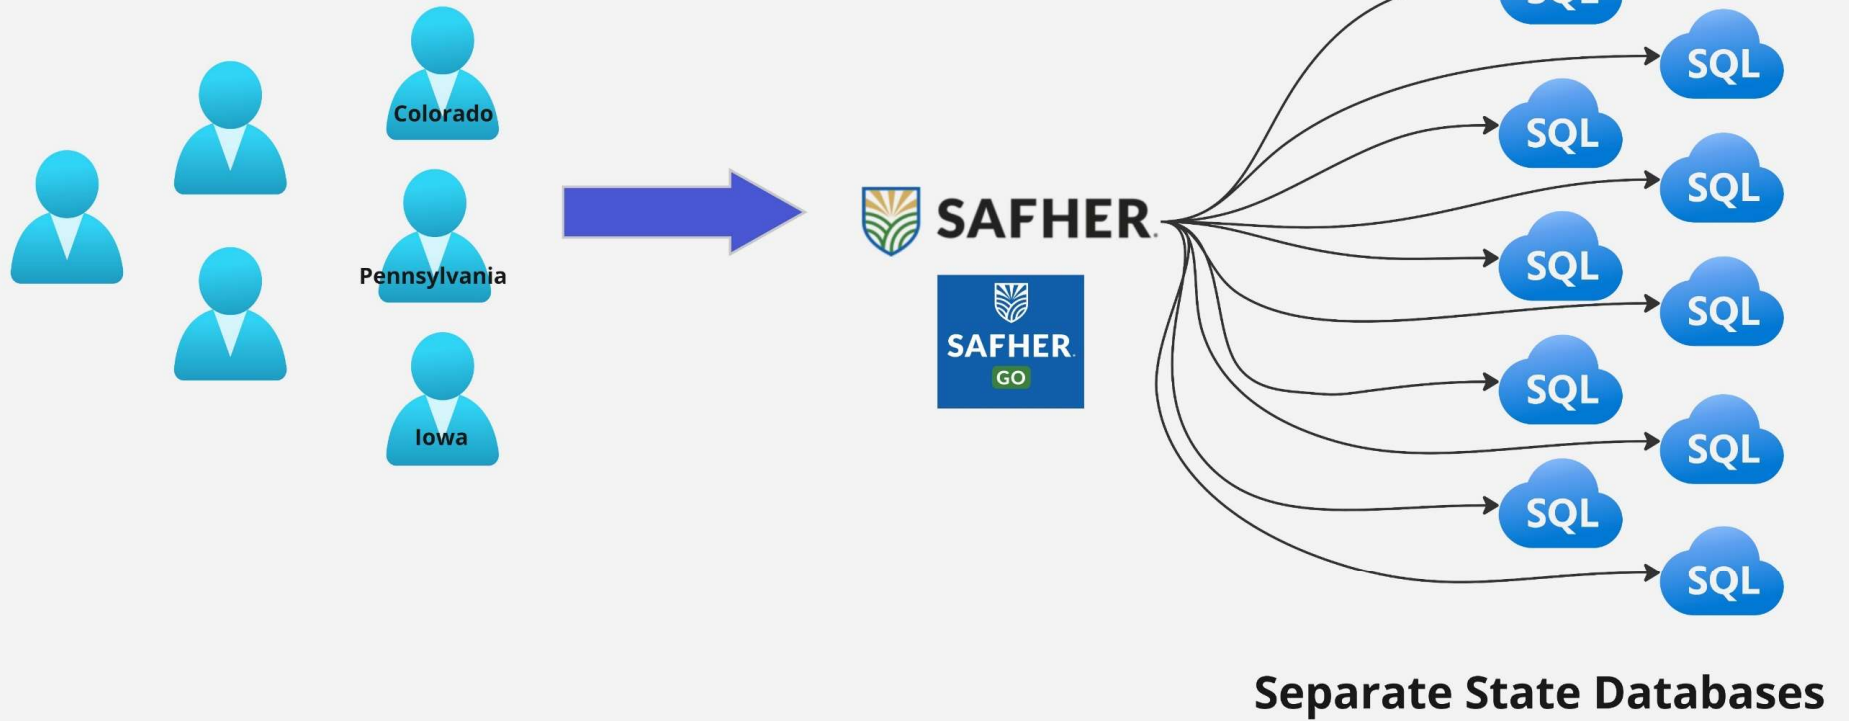 Colorado
Pennsylvania
Iowa
SAFHER.
SAFHER.
GO
SQL
SQL
SQL
SQL
SQL
SQL
SQL
SQL
SQL
SQL
Separate State Databases